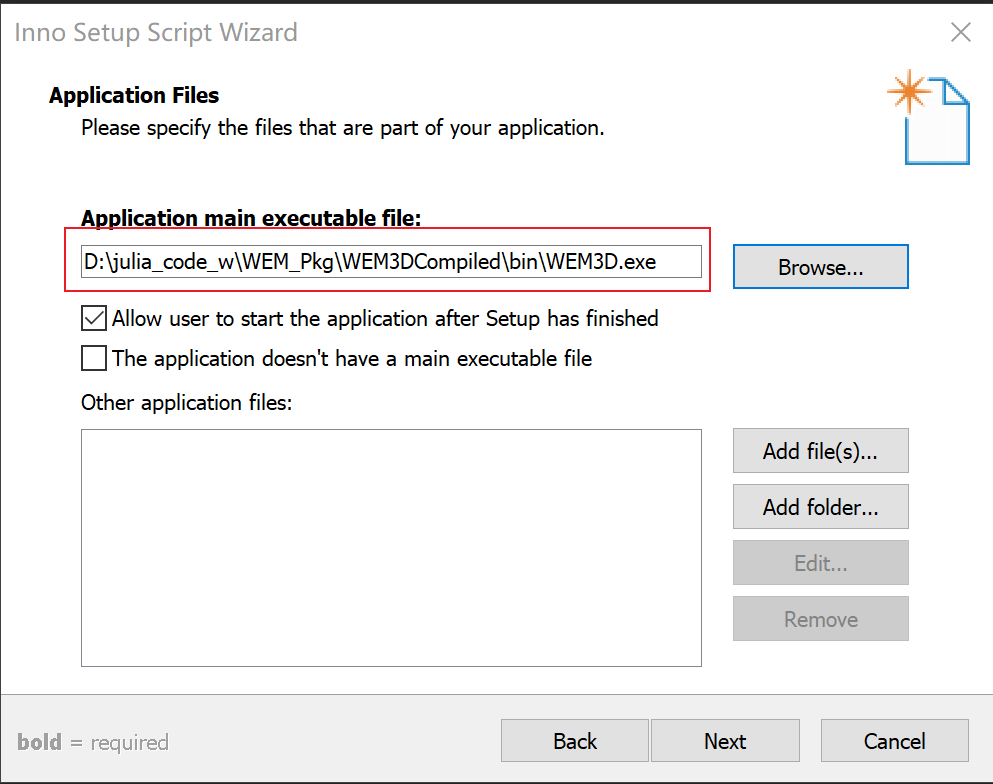 Inno Setup Script Wizard
Application Files
Please specify the files that are part of your application.
Application main executable file:
D:\julia_code_w\WEM_Pkg\WEM3DCompiled\bin\WEM3D.exe
Browse...
Allow user to start the application after Setup has finished
The application doesn't have a main executable file
Other application files:
Add file(s)...
Add folder...
Edit...
Remove
bold = required
Back
Next
Cancel